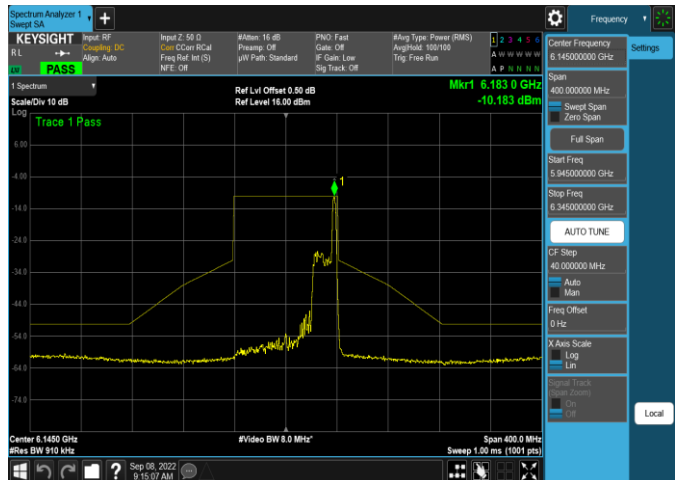 Spectrum Analyzer 1
Swept SA
Frequency
KEYSIGHT
RL
PASS
Input: RF
Coupling: DC
Align: Auto
Input Z: 50 Ω
Corr CCorr RCal
Freq Ref: Int (S)
NFE: Off
#Atten: 16 dB
Preamp: Off
µW Path: Standard
PNO: Fast
Gate: Off
IF Gain: Low
Sig Track: Off
#Avg Type: Power (RMS)
Avg|Hold: 100/100
Trig: Free Run
1 2 3 4 5 6
A W W W W W
A P N N N N
1 Spectrum
Scale/Div 10 dB
Log
Ref Lvl Offset 0.50 dB
Ref Level 16.00 dBm
Mkr1 6.183 0 GHz
-10.183 dBm
Trace 1 Pass
1
6.00
-4.00
-14.0
-24.0
-34.0
-44.0
-54.0
-64.0
-74.0
Center 6.1450 GHz
#Res BW 910 kHz
#Video BW 8.0 MHz*
Span 400.0 MHz
Sweep 1.00 ms (1001 pts)
Center Frequency
6.145000000 GHz
Span
400.000000 MHz
Swept Span
Zero Span
Full Span
Start Freq
5.945000000 GHz
Stop Freq
6.345000000 GHz
AUTO TUNE
CF Step
40.000000 MHz
Auto
Man
Freq Offset
0 Hz
X Axis Scale
Log
Lin
Signal Track
(Span Zoom)
On
Off
Settings
Local
Sep 08, 2022
9:15:07 AM